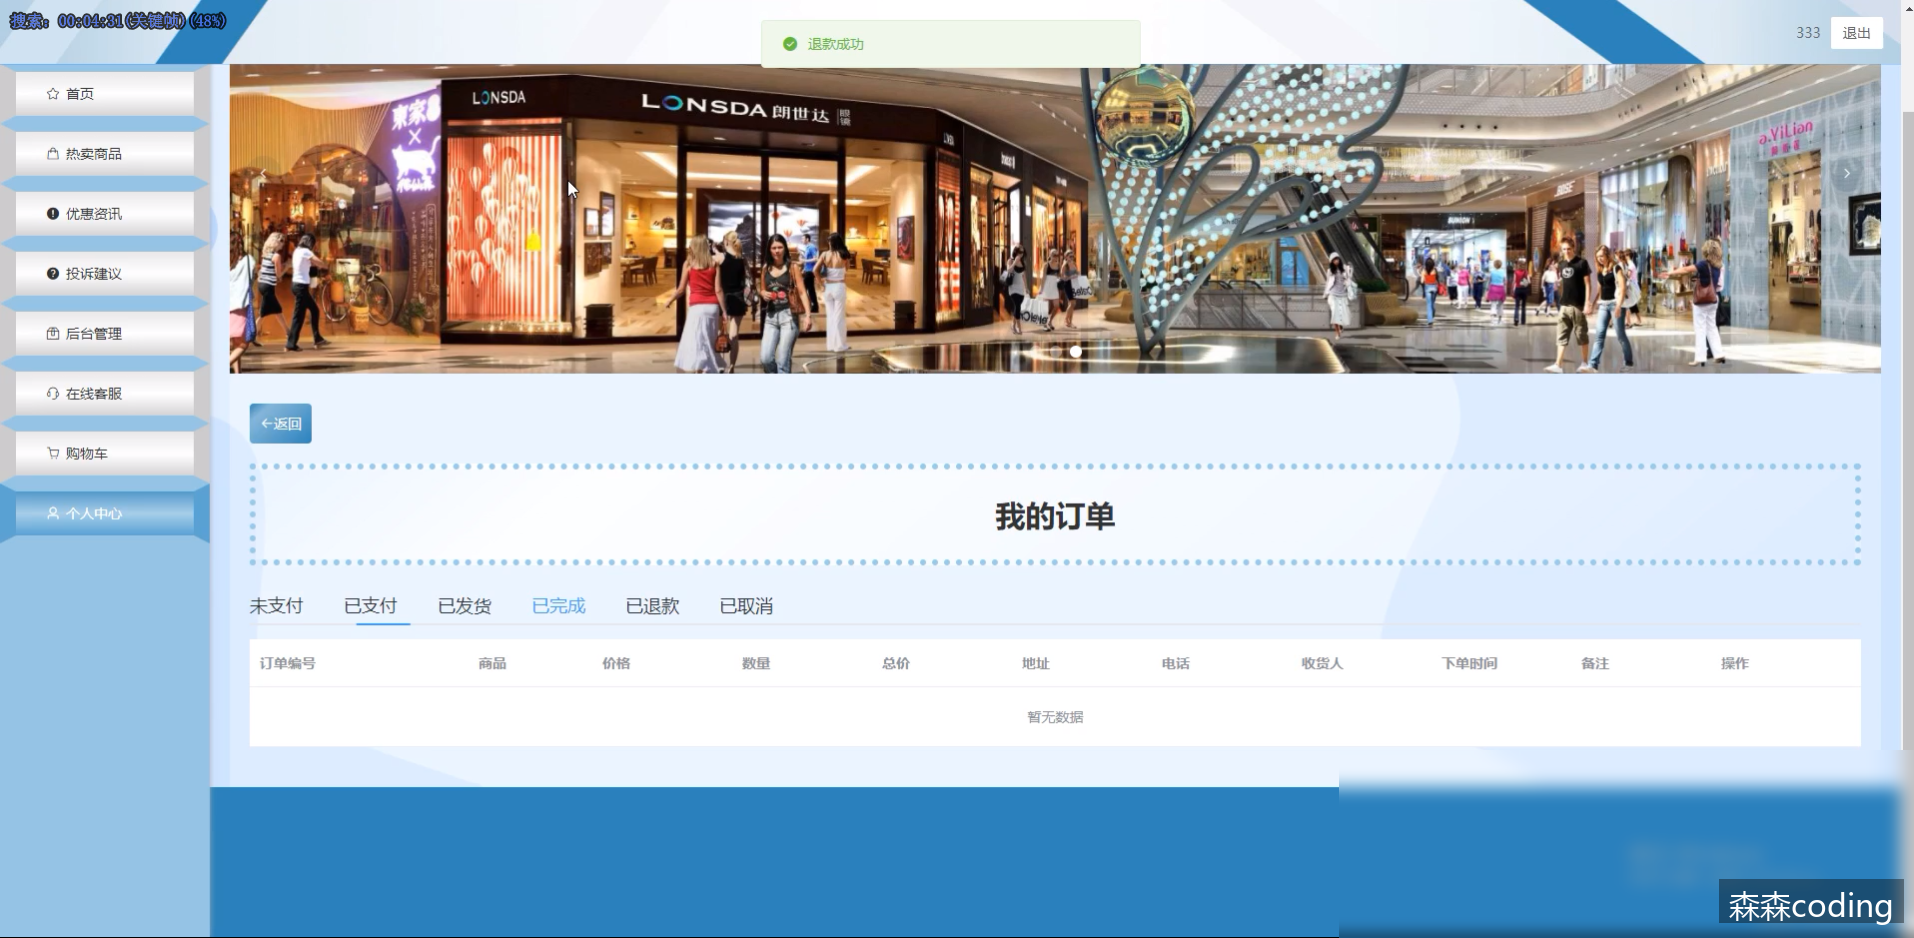 搜索: 00:04:31(关键帧)(48%)
退款成功
333
退出
首页
热卖商品
优惠资讯
投诉建议
后台管理
在线客服
购物车
个人中心
LONSDA
LONSDA 朗世达 眼镜
東家
a.YiLian
←返回
我的订单
未支付 已支付 已发货 已完成 已退款 已取消
订单编号 商品 价格 数量 总价 地址 电话 收货人 下单时间 备注 操作
暂无数据
森森coding